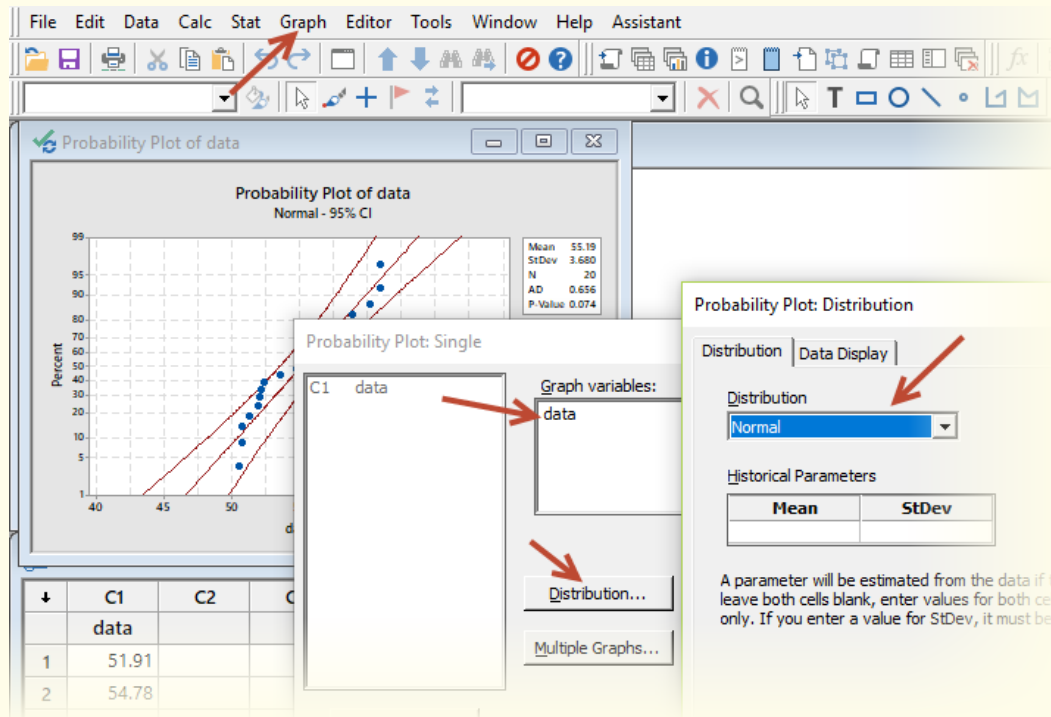 File Edit Data Calc Stat Graph Editor Tools Window Help Assistant
fx
T
Probability Plot of data
Probability Plot of data
Normal - 95% CI
Mean 55.19
StDev 3.680
N 20
AD 0.656
P-Value 0.074
Percent
99
95
90
80
70
60
50
40
30
20
10
5
1
40 45 50
d
Probability Plot: Single
C1 data
Graph variables:
data
Distribution...
Multiple Graphs...
Probability Plot: Distribution
Distribution Data Display
Distribution
Normal
Historical Parameters
Mean StDev
A parameter will be estimated from the data if
leave both cells blank, enter values for both ce
only. If you enter a value for StDev, it must be
C1 C2 C
data
1 51.91
2 54.78